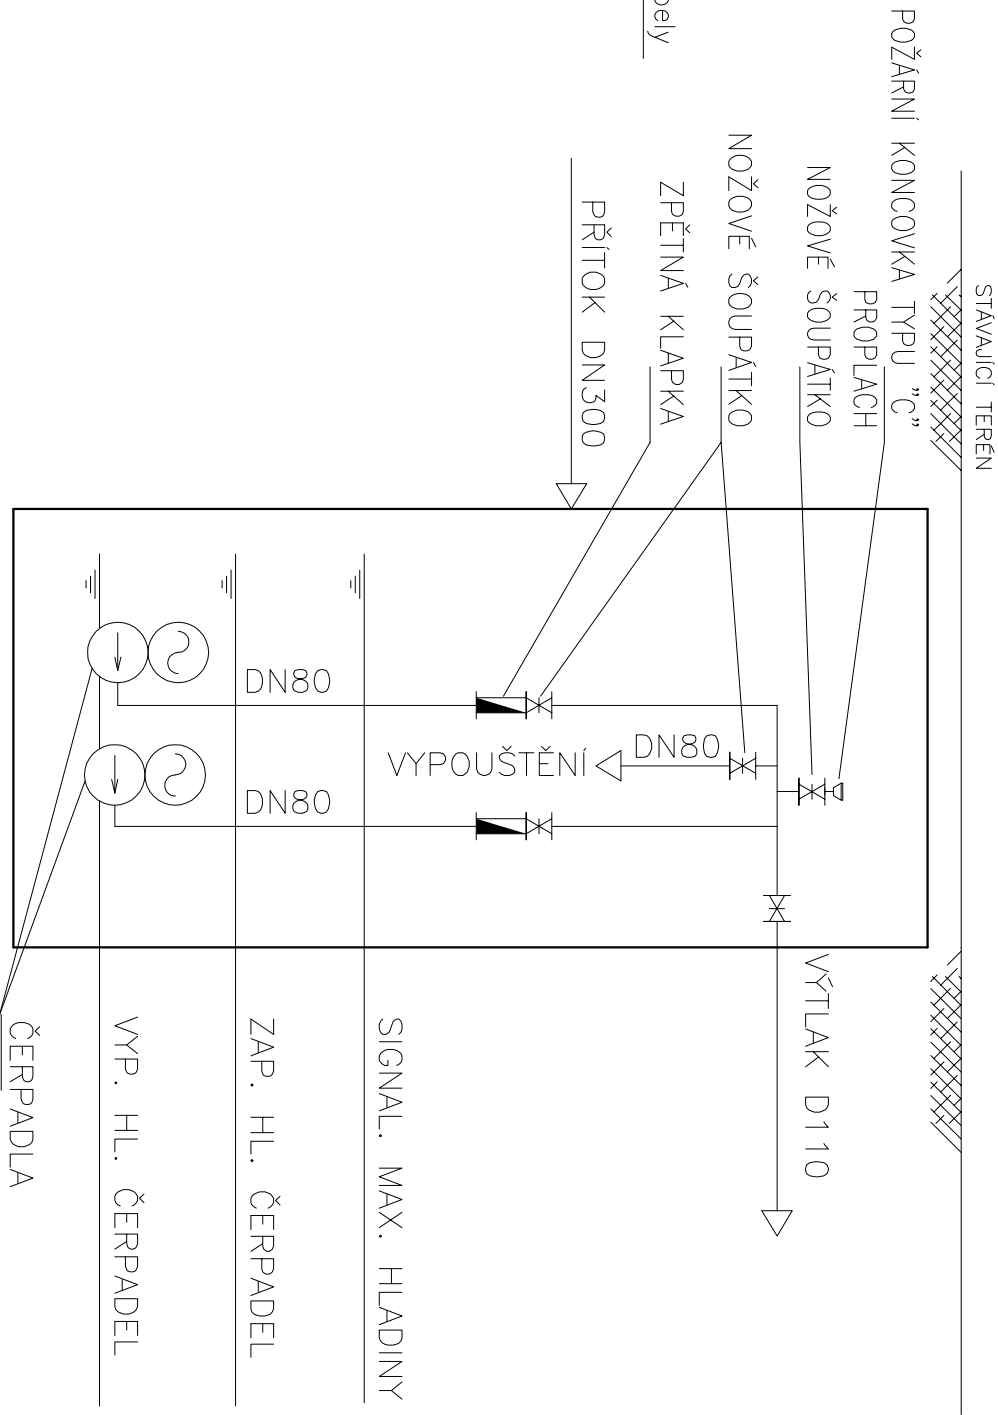 STÁVAJÍCÍ TERÉN
POŽÁRNÍ KONCOVKA TYPU "C"
PROPLACH
NOŽOVÉ ŠOUPÁTKO
NOŽOVÉ ŠOUPÁTKO
ZPĚTNÁ KLAPKA
PŘÍTOK DN300
VÝTLAK D110
DN80
VYPOUŠTĚNÍ
DN80
DN80
SIGNAL. MAX. HLADINY
ZAP. HL. ČERPADEL
VYP. HL. ČERPADEL
ČERPADLA